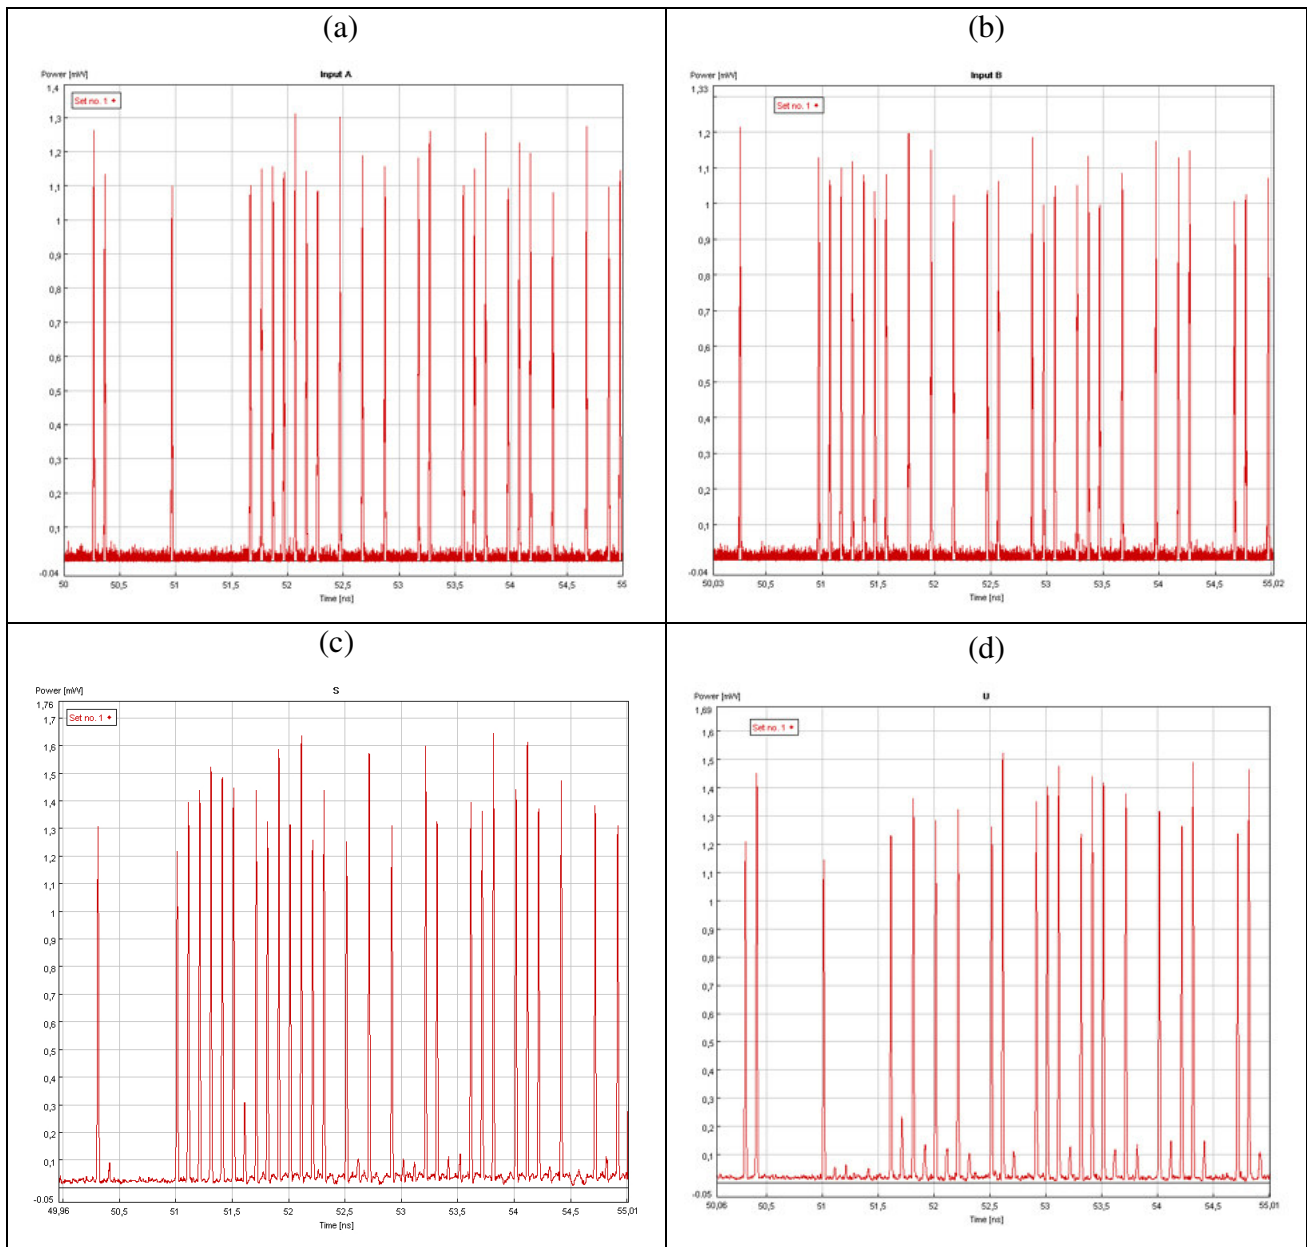 (a)
Power [mW]
Input A
1,4
Set no. 1
1,3
1,2
1,1
1
0,9
0,8
0,7
0,6
0,5
0,4
0,3
0,2
0,1
-0.04
50 50,5 51 51,5 52 52,5 53 53,5 54 54,5 55
Time [ns]
(b)
Power [mW]
Input B
1,33
Set no. 1
1,2
1,1
1
0,9
0,8
0,7
0,6
0,5
0,4
0,3
0,2
0,1
-0.04
50,03 50,5 51 51,5 52 52,5 53 53,5 54 54,5 55,02
Time [ns]
(c)
Power [mW]
S
1,76
1,7
Set no. 1
1,6
1,5
1,4
1,3
1,2
1,1
1
0,9
0,8
0,7
0,6
0,5
0,4
0,3
0,2
0,1
-0.05
49,96 50,5 51 51,5 52 52,5 53 53,5 54 54,5 55,01
Time [ns]
(d)
Power [mW]
U
1,69
1,6
Set no. 1
1,5
1,4
1,3
1,2
1,1
1
0,9
0,8
0,7
0,6
0,5
0,4
0,3
0,2
0,1
-0.05
50,06 50,5 51 51,5 52 52,5 53 53,5 54 54,5 55,01
Time [ns]